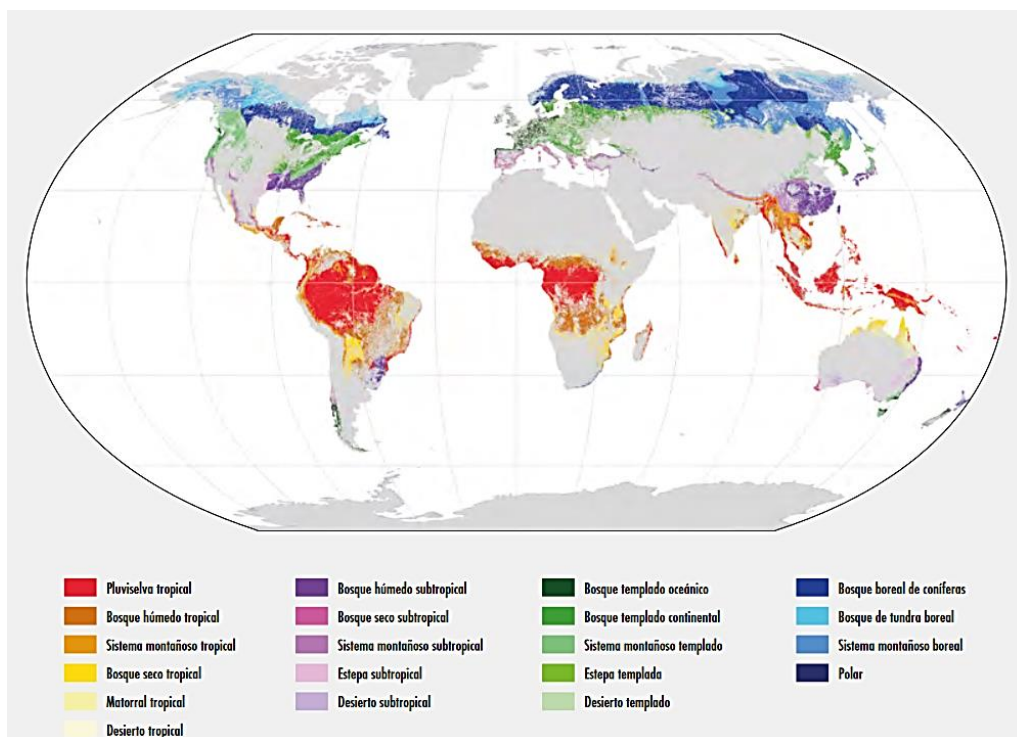 Pluviselva tropical
Bosque húmedo tropical
Sistema montañoso tropical
Bosque seco tropical
Matorral tropical
Desierto tropical
Bosque húmedo subtropical
Bosque seco subtropical
Sistema montañoso subtropical
Estepa subtropical
Desierto subtropical
Bosque templado oceánico
Bosque templado continental
Sistema montañoso templado
Estepa templada
Desierto templado
Bosque boreal de coníferas
Bosque de tundra boreal
Sistema montañoso boreal
Polar